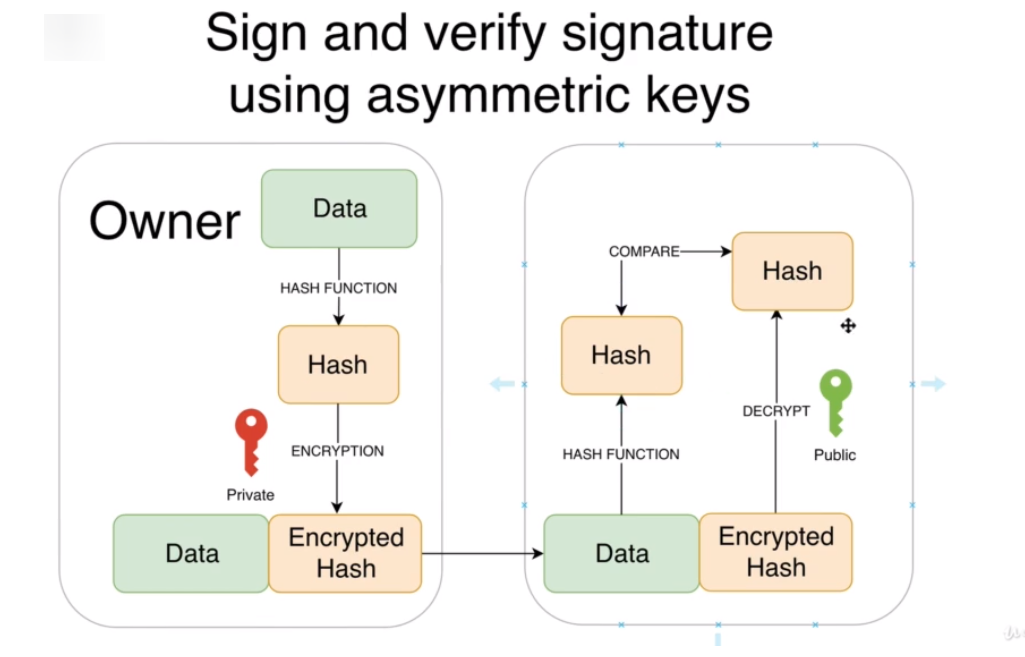 Sign and verify signature
using asymmetric keys
Owner
Data
HASH FUNCTION
Hash
ENCRYPTION
Private
Data
Encrypted
Hash
COMPARE
Hash
Hash
DECRYPT
HASH FUNCTION
Public
Data
Encrypted
Hash